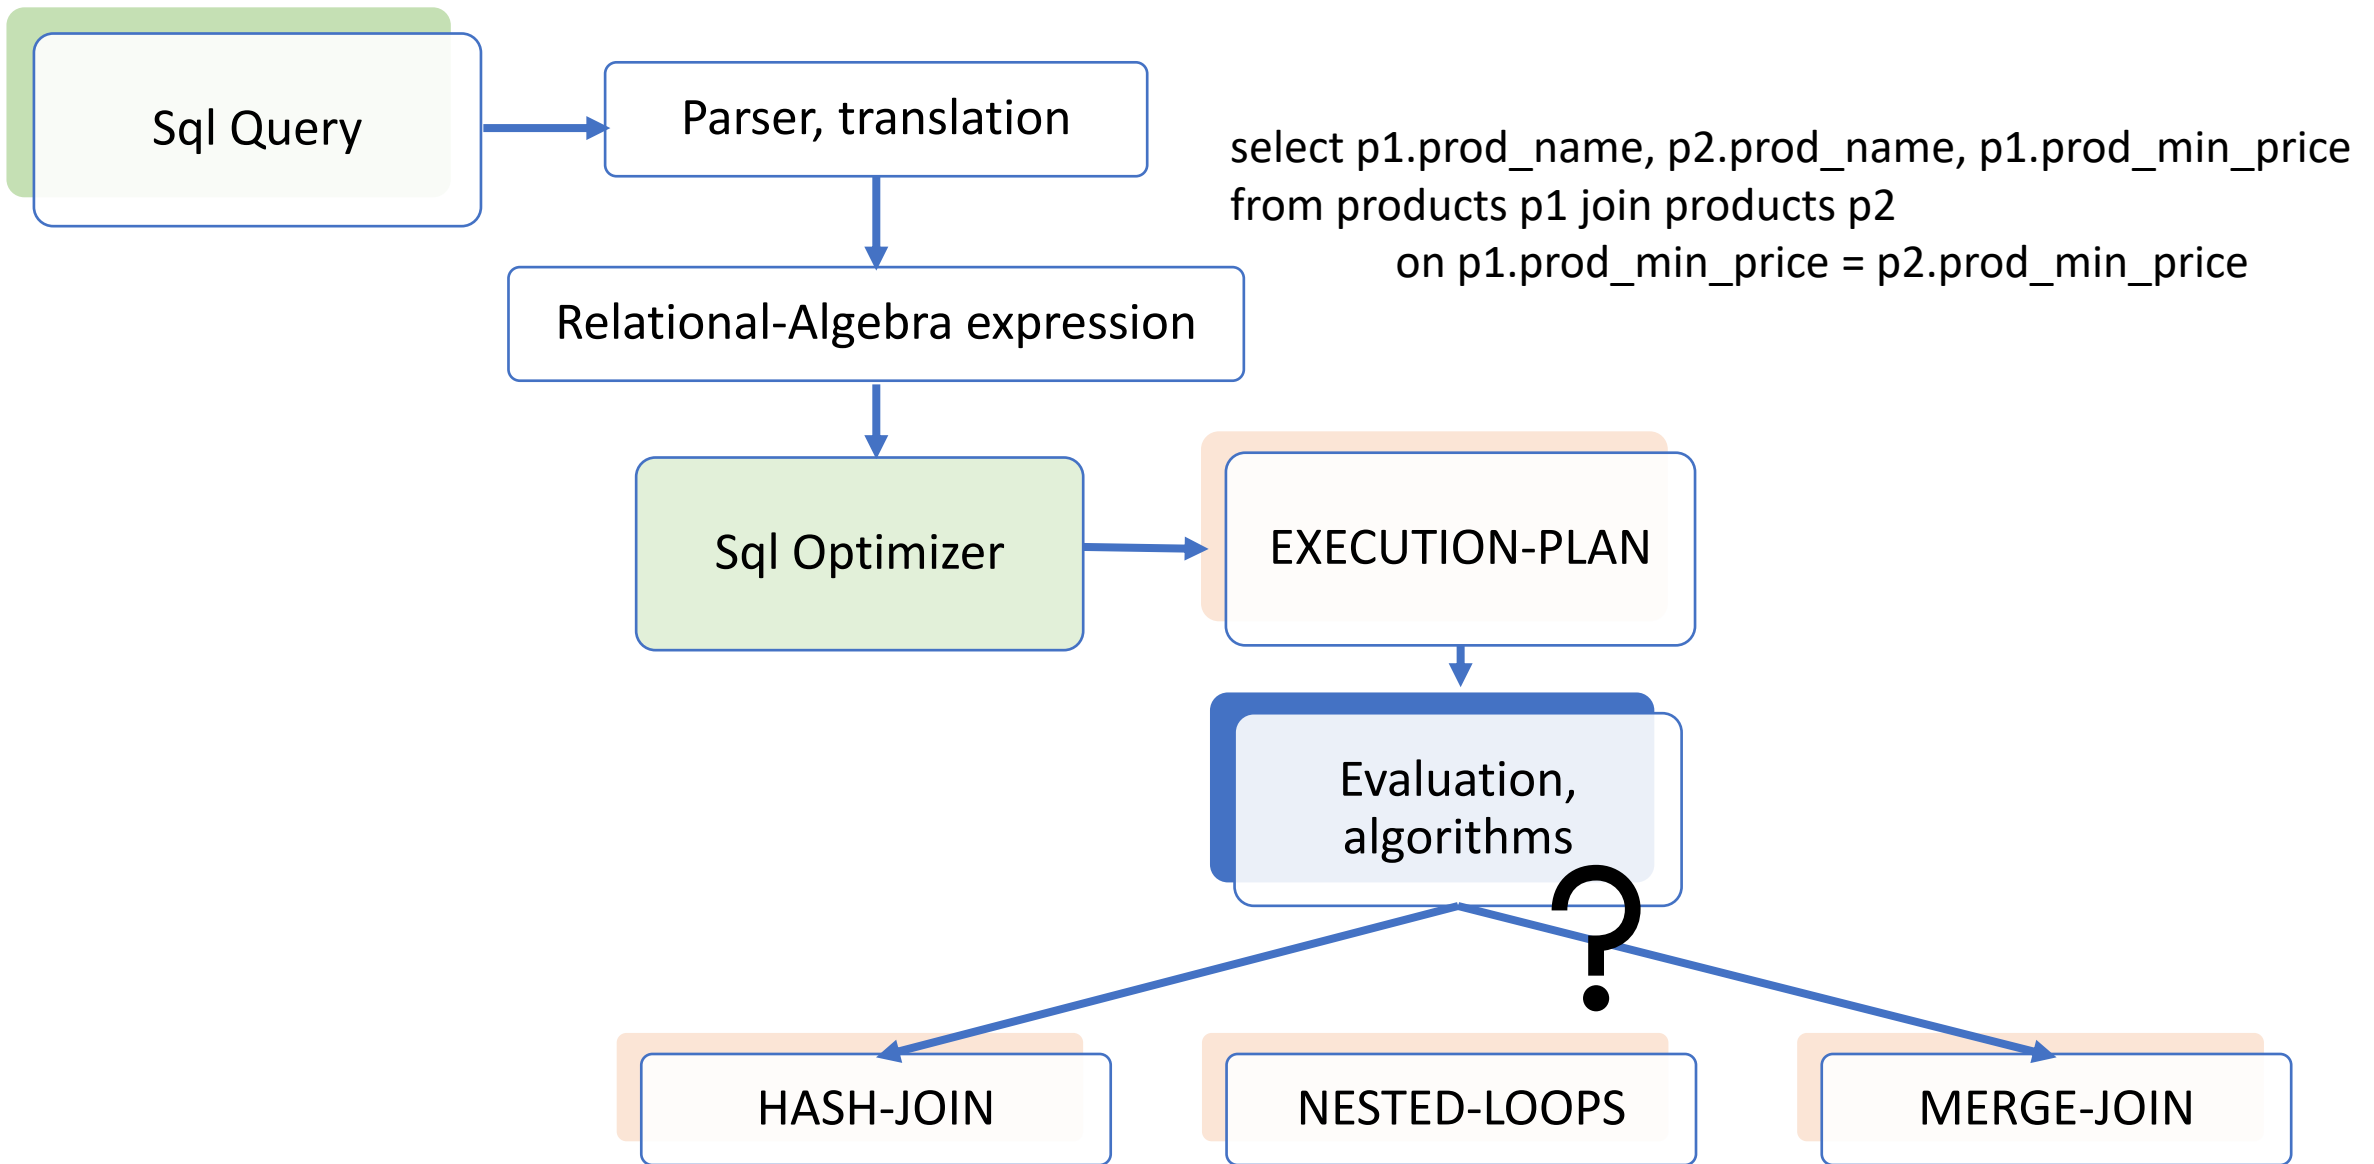 Sql Query
Parser, translation
select p1.prod_name, p2.prod_name, p1.prod_min_price
from products p1 join products p2
on p1.prod_min_price = p2.prod_min_price
Relational-Algebra expression
Sql Optimizer
EXECUTION-PLAN
Evaluation,
algorithms
?
HASH-JOIN
NESTED-LOOPS
MERGE-JOIN